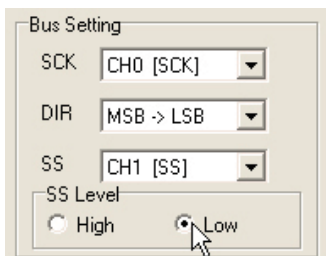 Bus Setting
SCK CH0 [SCK]
DIR MSB -> LSB
SS CH1 [SS]
SS Level
High Low